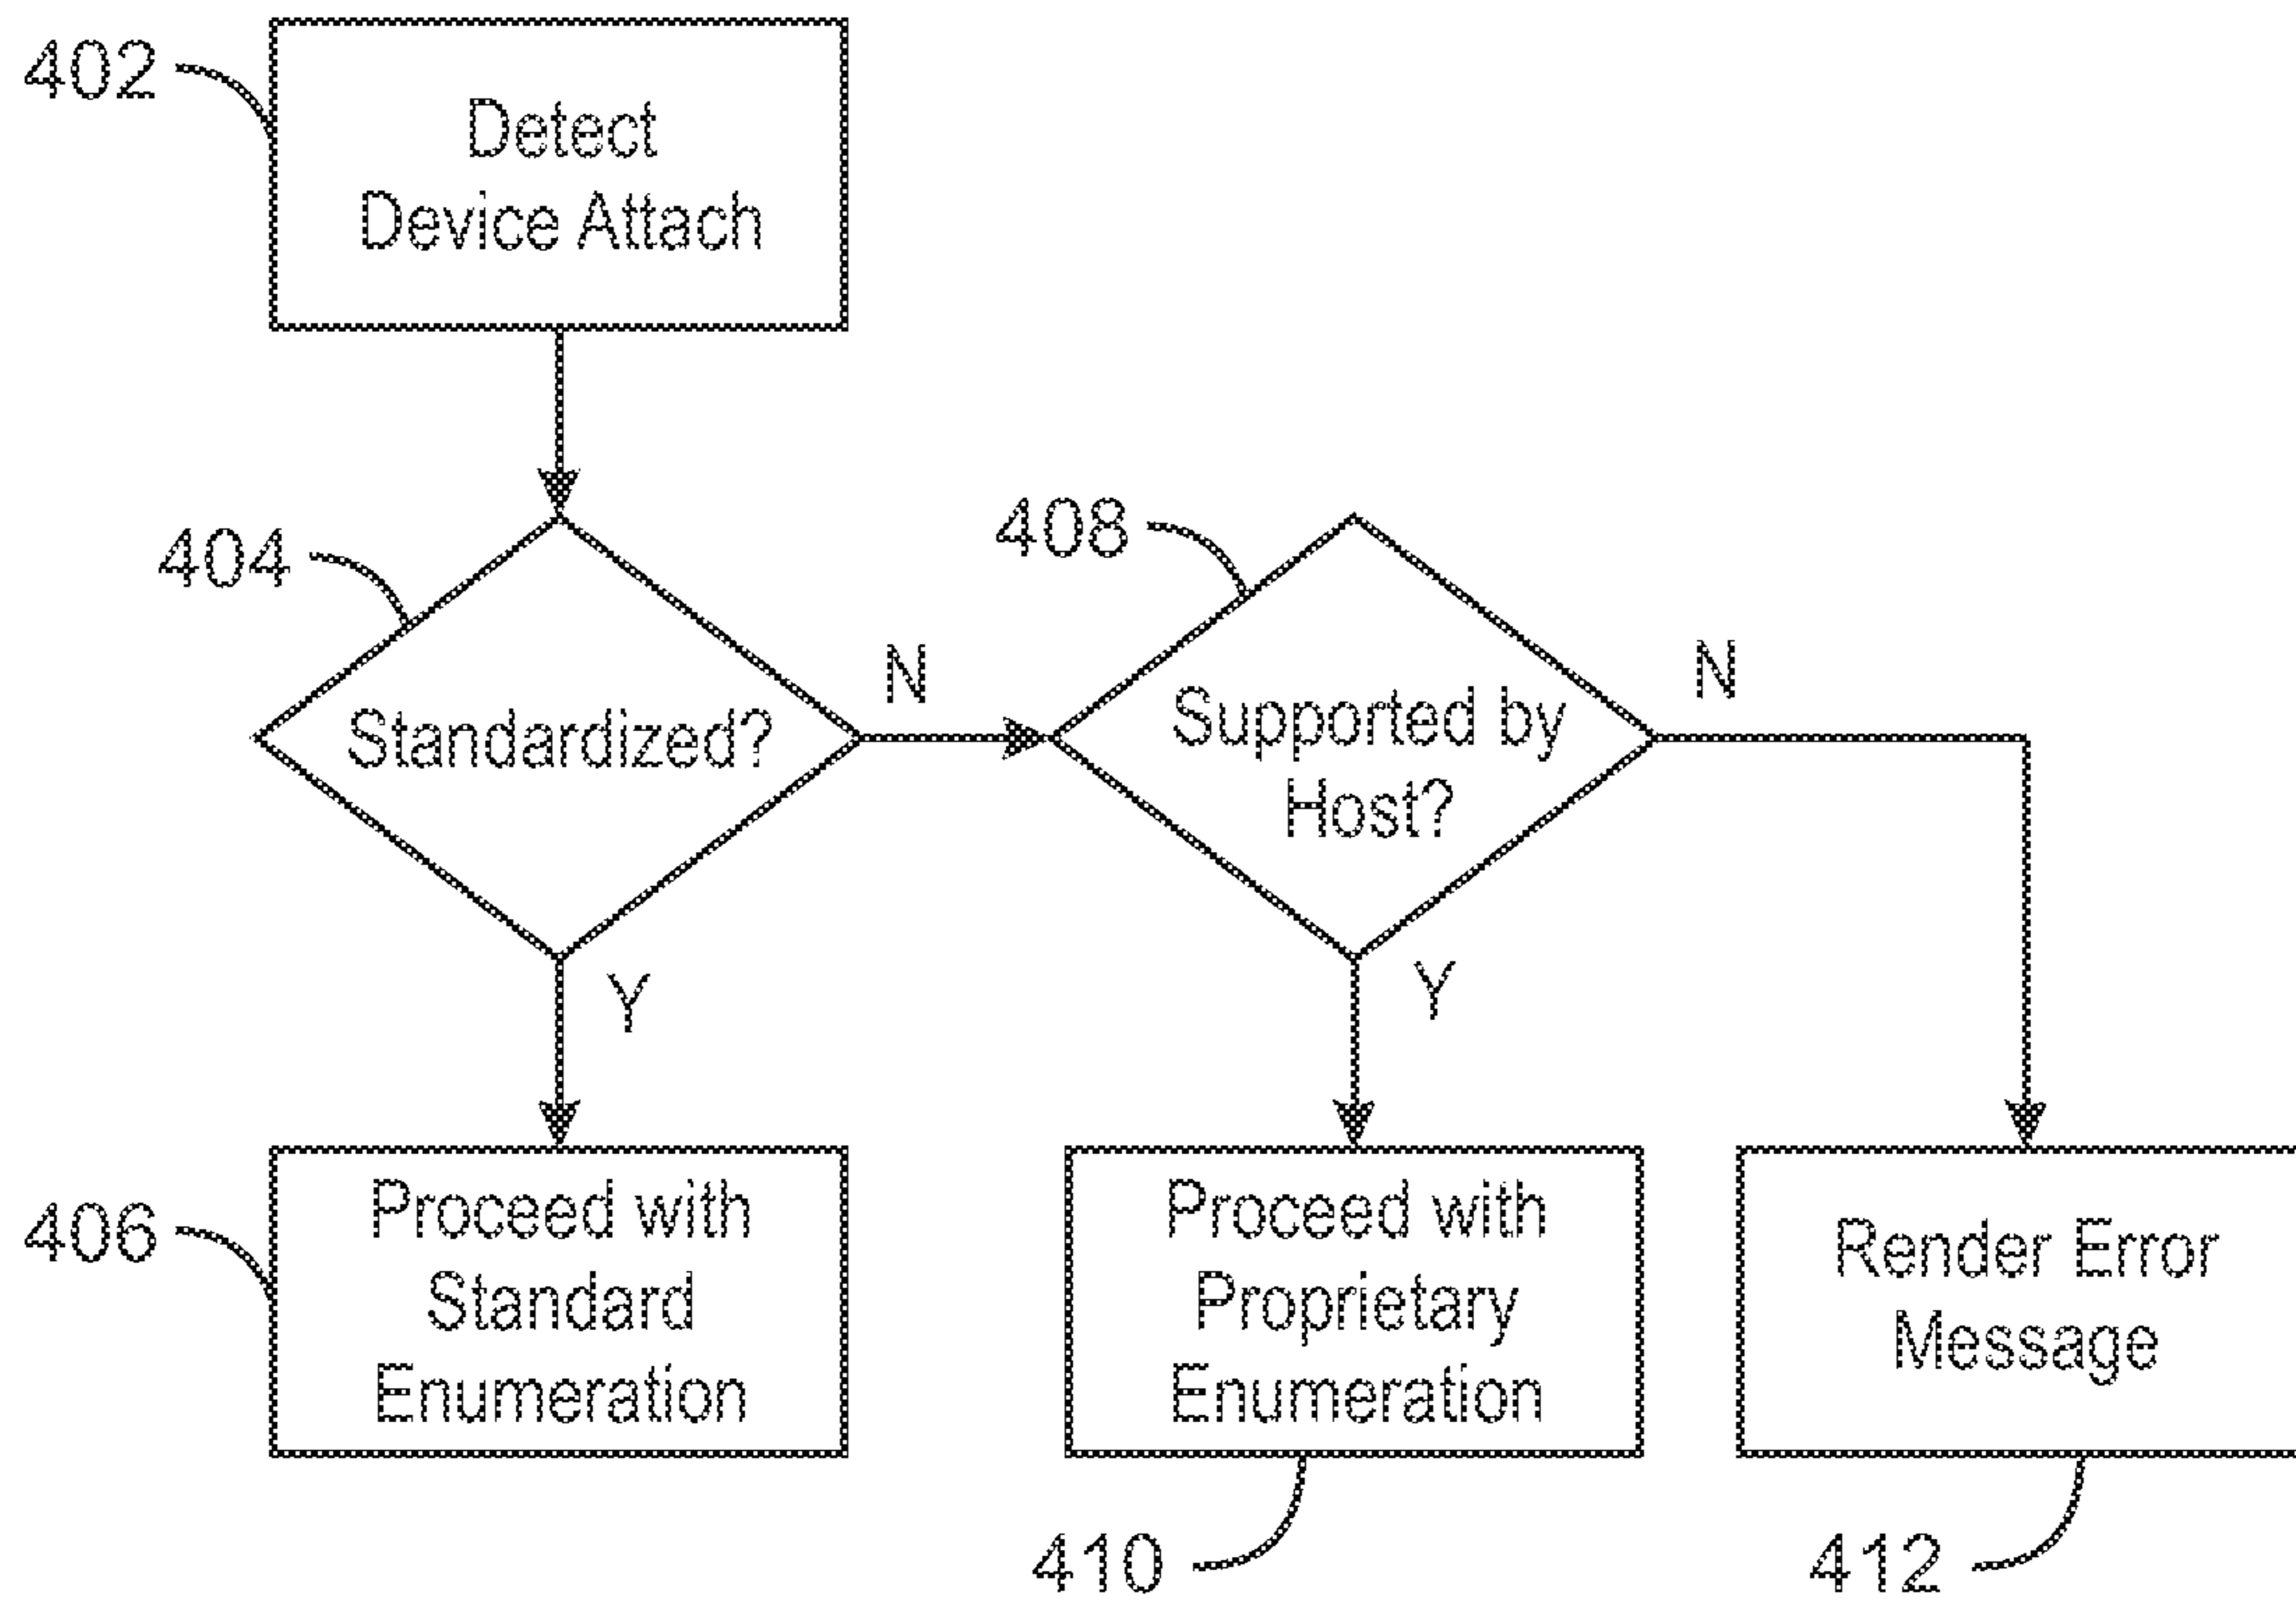 402
Detect
Device Attach
404
Standardized?
N
408
Supported by
Host?
N
Y
Y
406
Proceed with
Standard
Enumeration
Proceed with
Proprietary
Enumeration
Render Error
Message
410
412